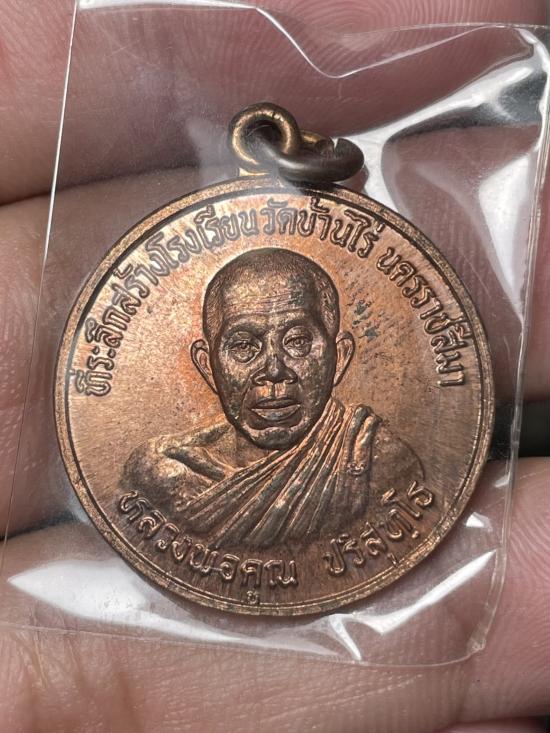 ที่ระลึกสร้างโรงเรียนวัดบ้านไร่ นครราชสีมา
หลวงพ่อคูณ ปริสุทโธ